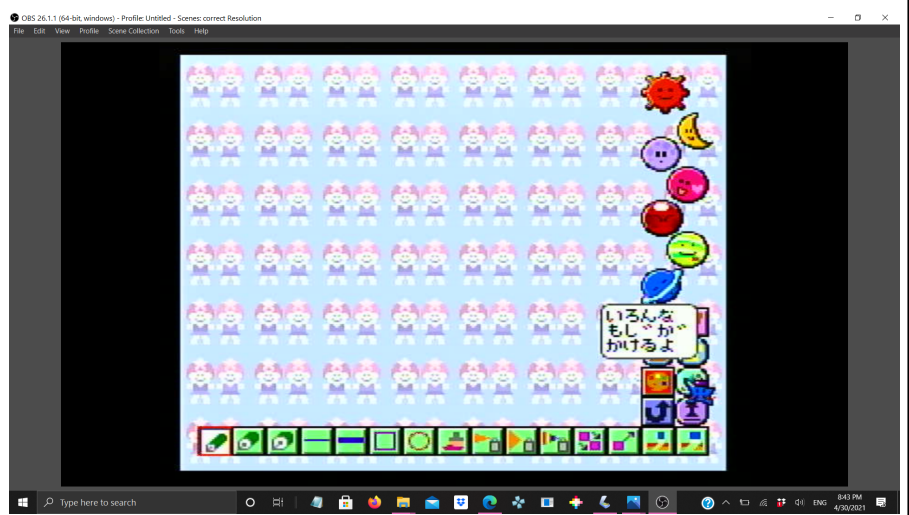 OBS 26.1.1 (64-bit, windows) - Profile: Untitled - Scenes: correct Resolution
File Edit View Profile Scene Collection Tools Help
いろんな
もじ が
かけるよ
Type here to search
ENG
8:43 PM
4/30/2021